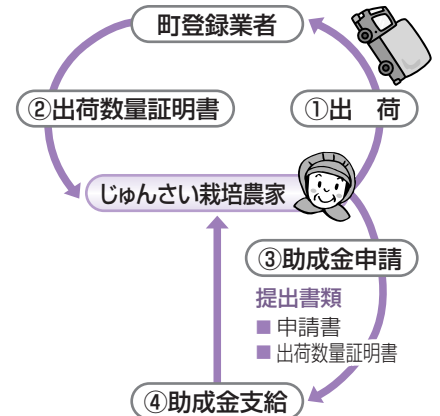 町登録業者
②出荷数量証明書
①出　荷
じゅんさい栽培農家
③助成金申請
提出書類
■ 申請書
■ 出荷数量証明書
④助成金支給